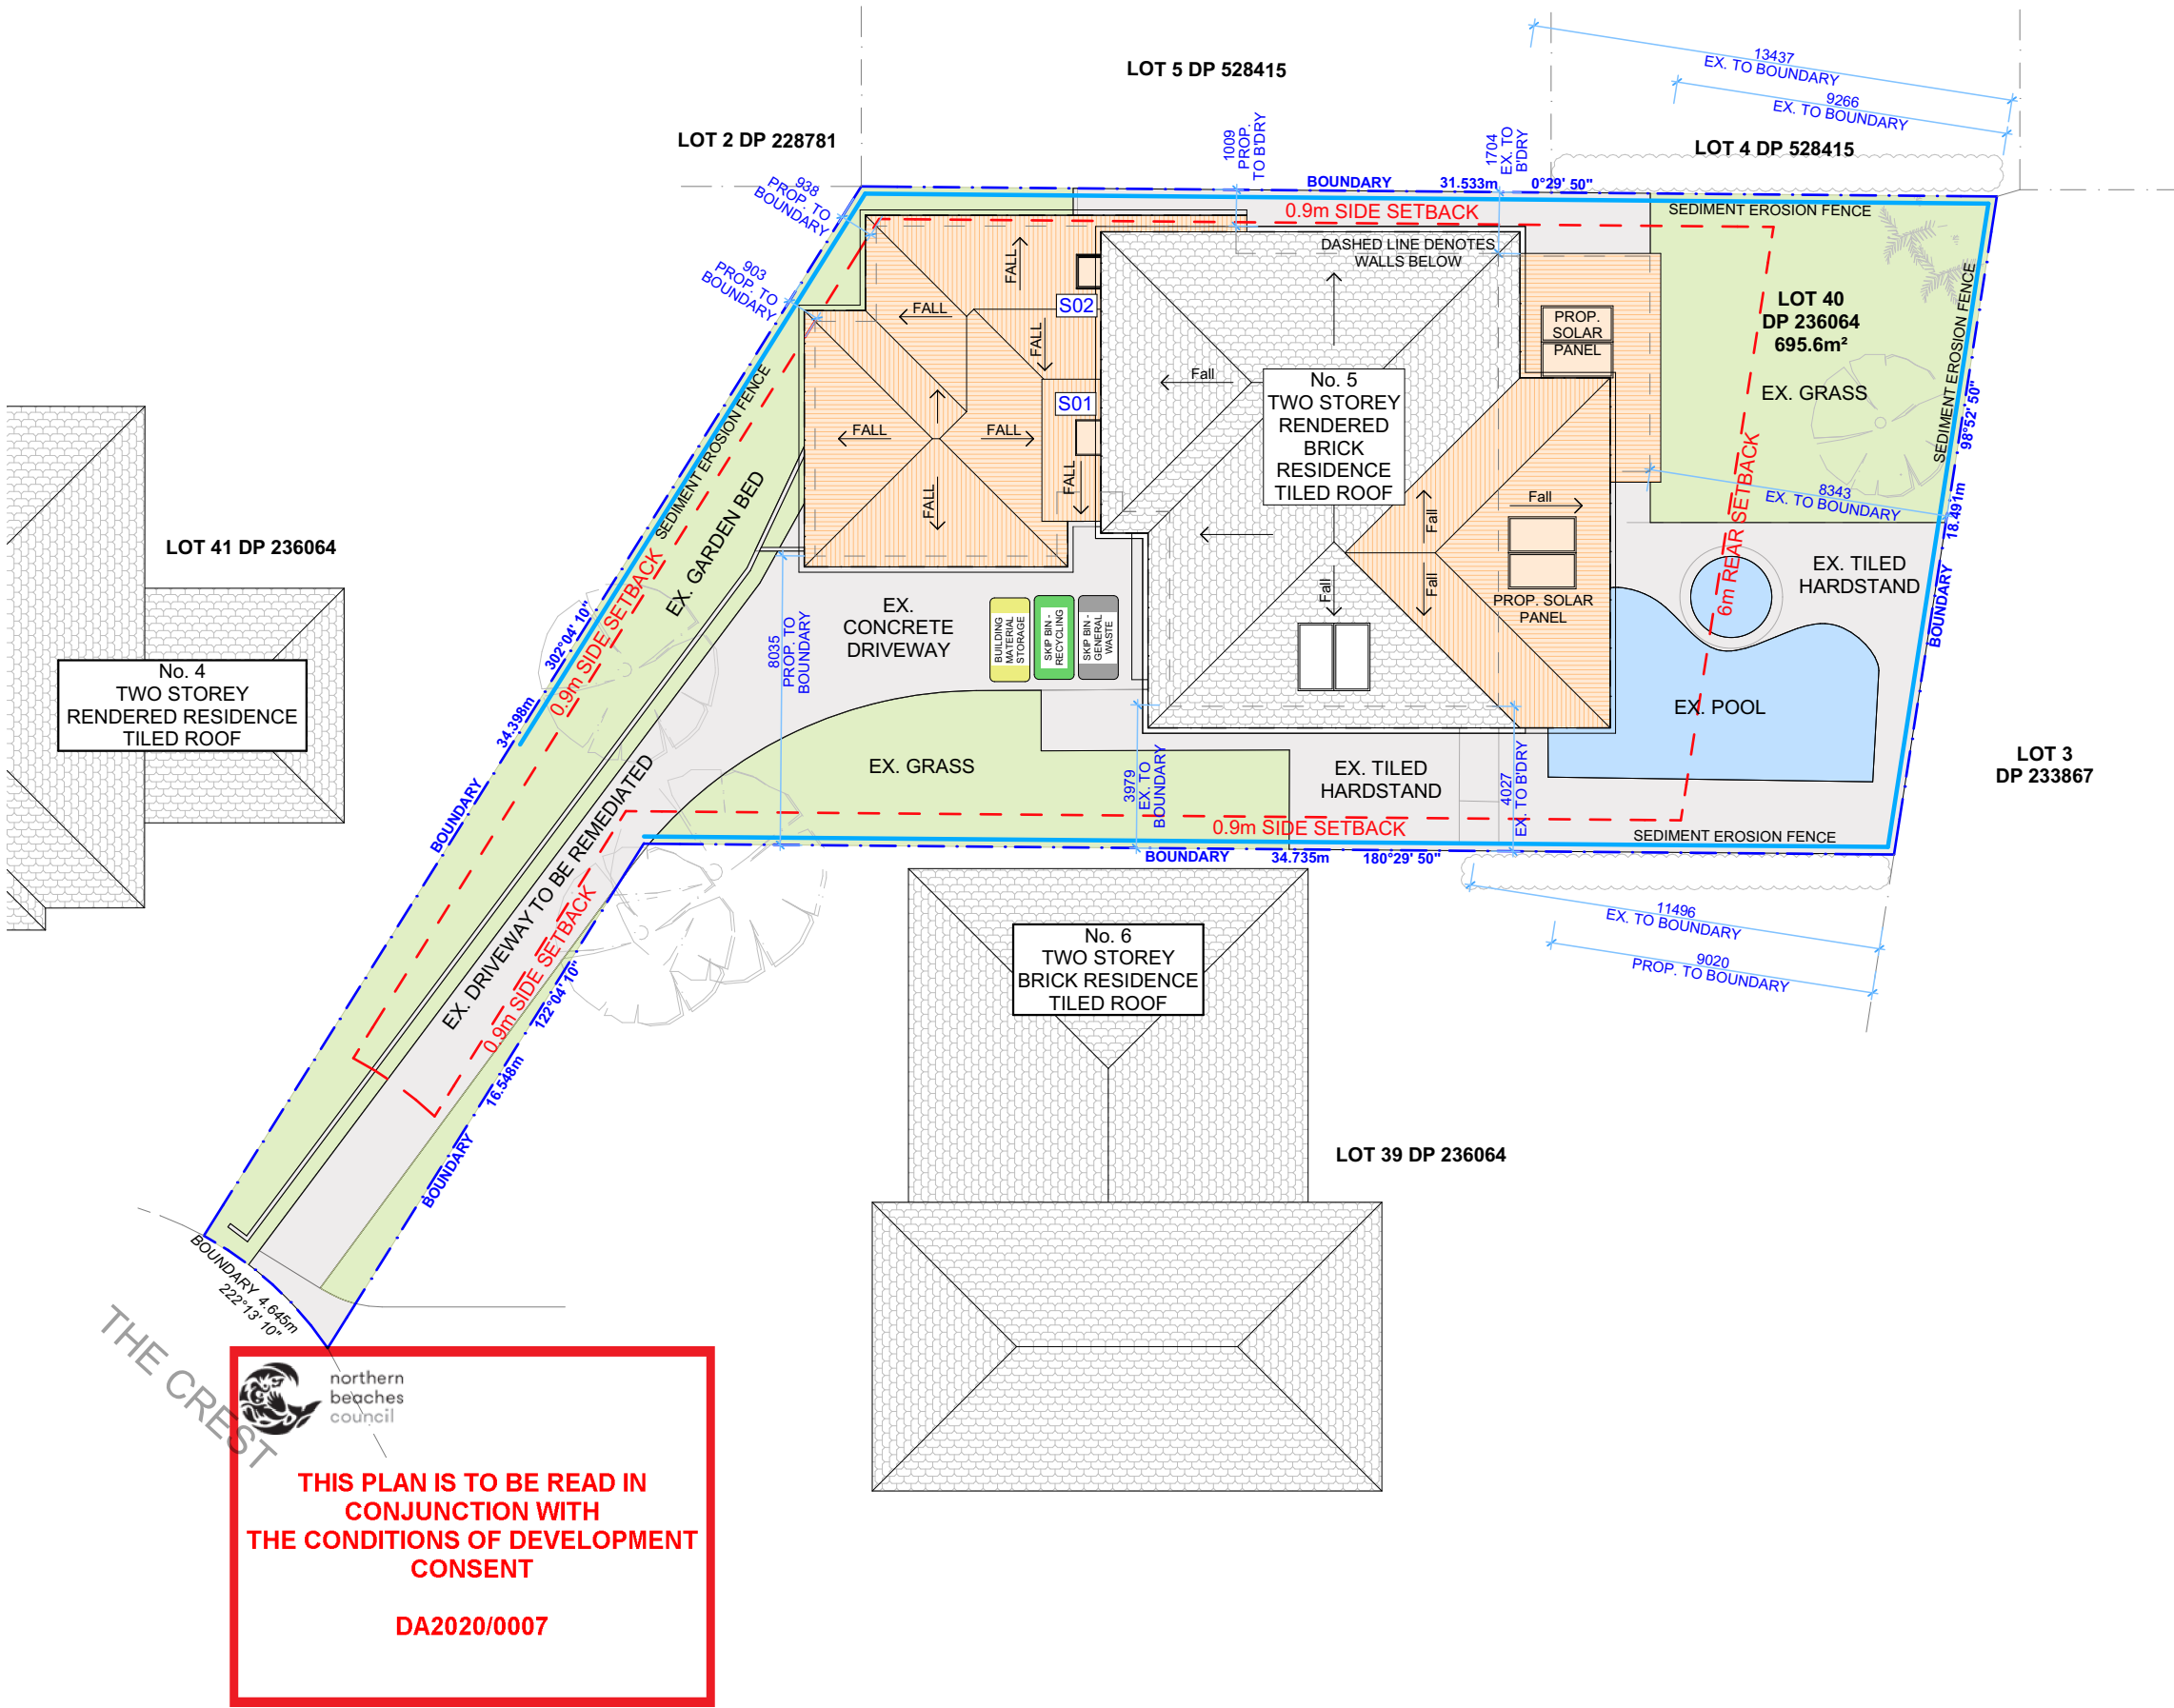 LOT 5 DP 528415
13437
EX. TO BOUNDARY
9266
EX. TO BOUNDARY
LOT 2 DP 228781
LOT 4 DP 528415
1009
PROP.
TO B'DRY
1704
EX. TO
B'DRY
938
PROP. TO
BOUNDARY
BOUNDARY 31.533m 0°29' 50"
0.9m SIDE SETBACK
SEDIMENT EROSION FENCE
DASHED LINE DENOTES
WALLS BELOW
903
PROP. TO
BOUNDARY
FALL
FALL
FALL
S02
S01
FALL
FALL
FALL
FALL
Fall
No. 5
TWO STOREY
RENDERED
BRICK
RESIDENCE
TILED ROOF
PROP.
SOLAR
PANEL
LOT 40
DP 236064
695.6m²
EX. GRASS
SEDIMENT EROSION FENCE
98°52' 50"
18.491m
BOUNDARY
8343
EX. TO BOUNDARY
6m REAR SETBACK
Fall
Fall
Fall
Fall
PROP. SOLAR
PANEL
EX. TILED
HARDSTAND
EX. POOL
LOT 3
DP 233867
LOT 41 DP 236064
No. 4
TWO STOREY
RENDERED RESIDENCE
TILED ROOF
SEDIMENT EROSION FENCE
EX. GARDEN BED
0.9m SIDE SETBACK
302°04' 10"
34.398m
BOUNDARY
8035
PROP. TO
BOUNDARY
EX.
CONCRETE
DRIVEWAY
BUILDING
MATERIAL
STORAGE
SKIP BIN -
RECYCLING
SKIP BIN -
GENERAL
WASTE
EX. GRASS
3979
EX. TO
BOUNDARY
EX. TILED
HARDSTAND
4027
EX. TO B'DRY
0.9m SIDE SETBACK
SEDIMENT EROSION FENCE
BOUNDARY 34.735m 180°29' 50"
EX. DRIVEWAY TO BE REMEDIATED
0.9m SIDE SETBACK
122°04' 10"
16.548m
BOUNDARY
11496
EX. TO BOUNDARY
9020
PROP. TO BOUNDARY
No. 6
TWO STOREY
BRICK RESIDENCE
TILED ROOF
LOT 39 DP 236064
BOUNDARY 4.645m
222°13' 10"
THE CREST
northern
beaches
council
THIS PLAN IS TO BE READ IN
CONJUNCTION WITH
THE CONDITIONS OF DEVELOPMENT
CONSENT
DA2020/0007